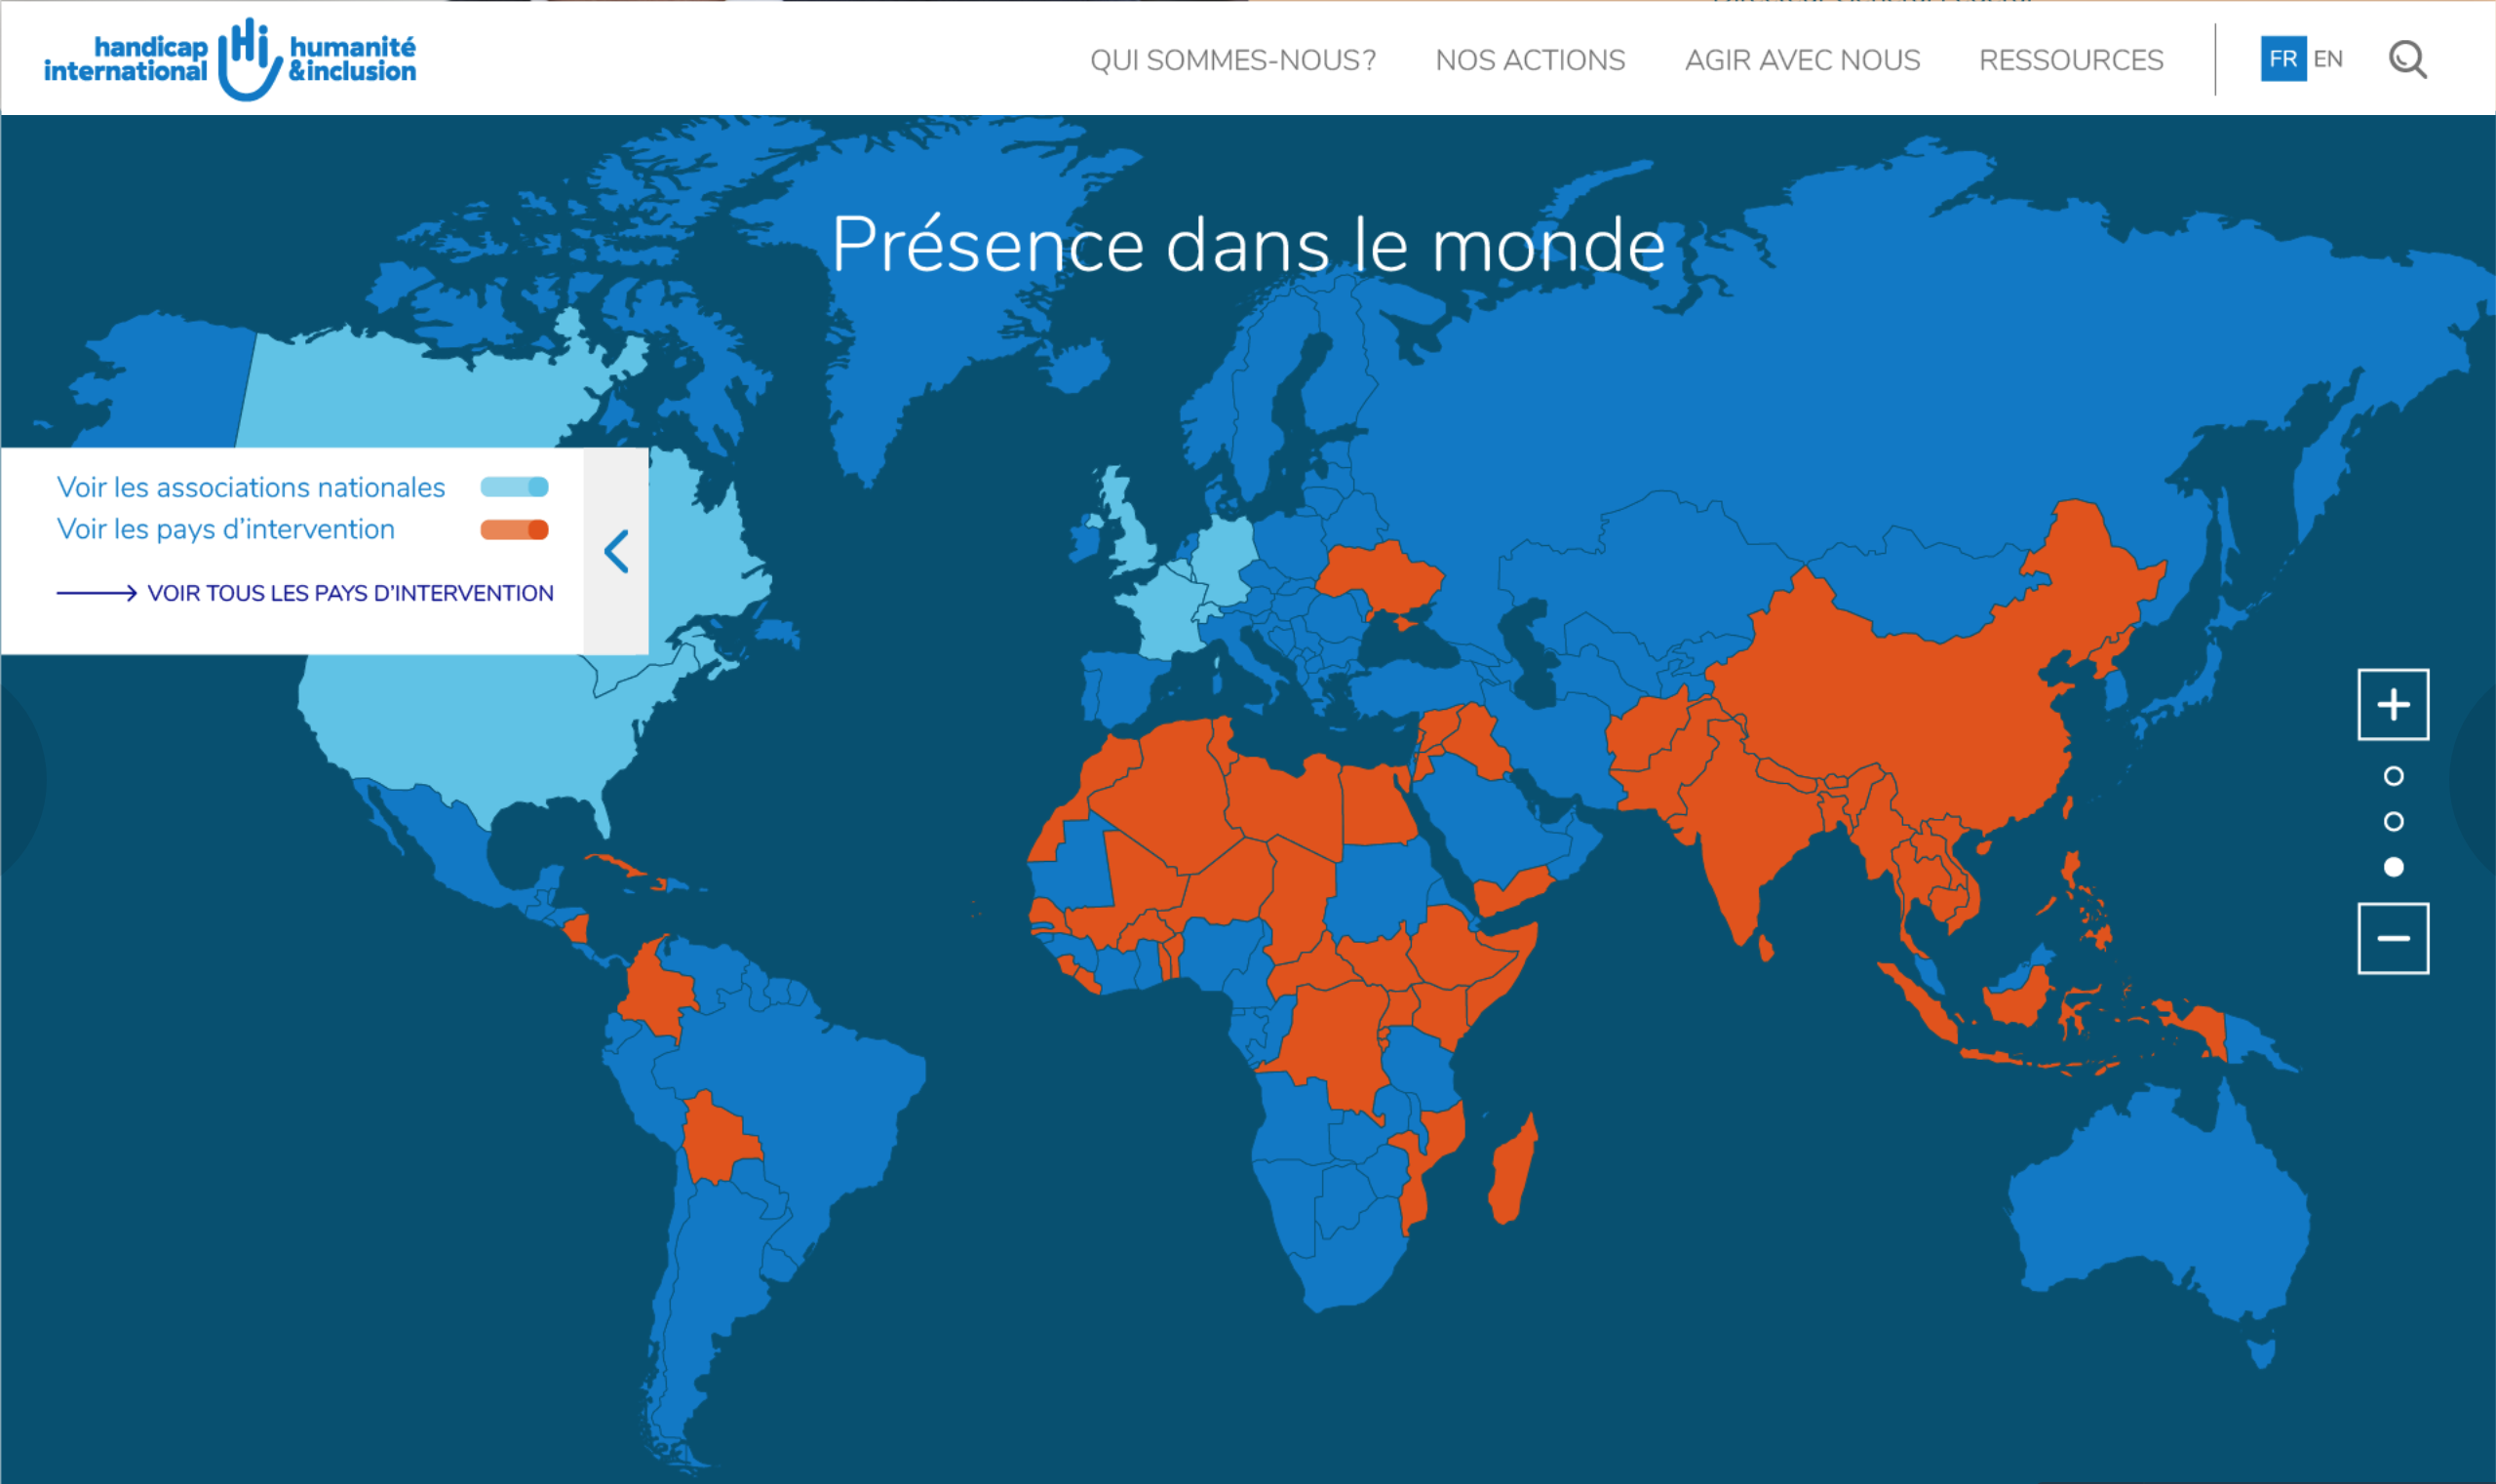 handicap international
Hi
humanité &inclusion
QUI SOMMES-NOUS?
NOS ACTIONS
AGIR AVEC NOUS
RESSOURCES
FR EN
Présence dans le monde
Voir les associations nationales
Voir les pays d’intervention
VOIR TOUS LES PAYS D’INTERVENTION
+
−